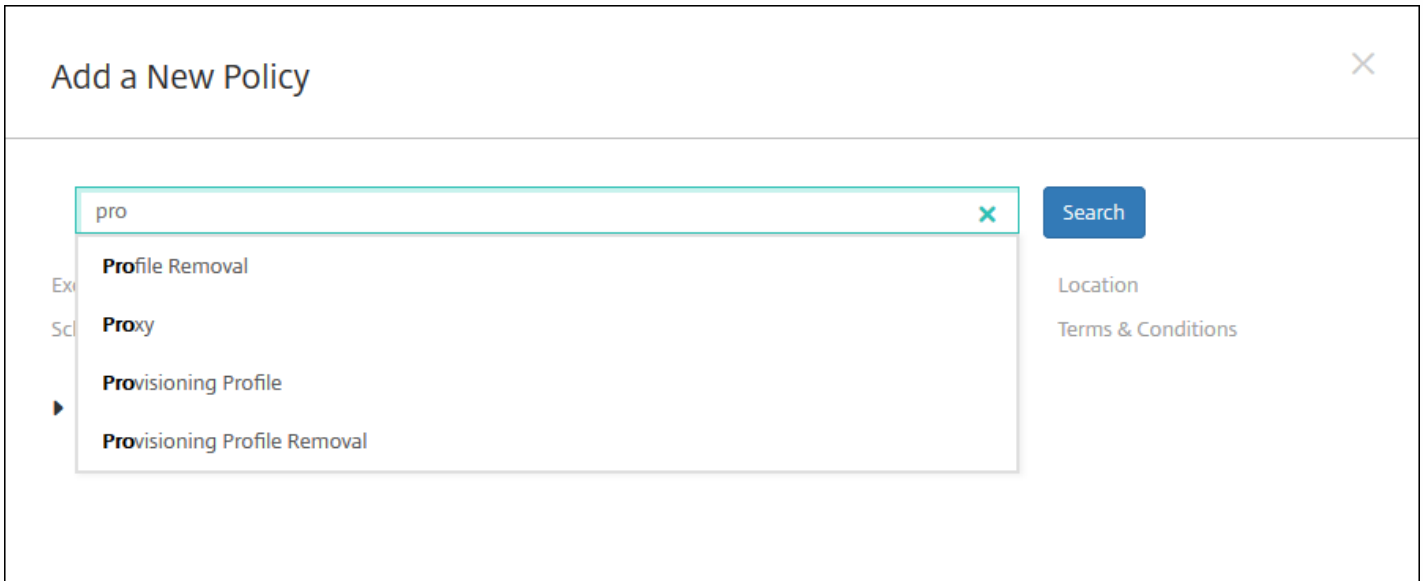 Add a New Policy
pro
Search
Profile Removal
Proxy
Provisioning Profile
Provisioning Profile Removal
Location
Terms & Conditions